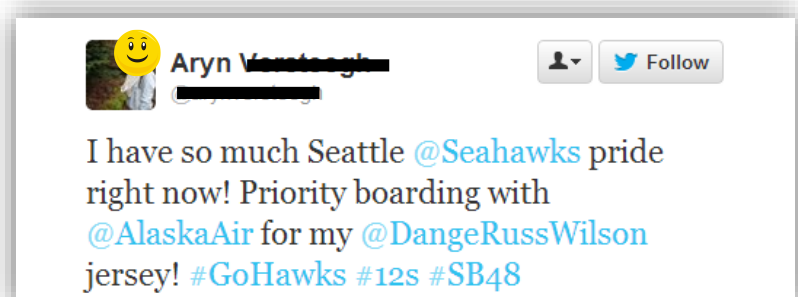 Aryn
Follow
I have so much Seattle @Seahawks pride
right now! Priority boarding with
@AlaskaAir for my @DangeRussWilson
jersey! #GoHawks #12s #SB48